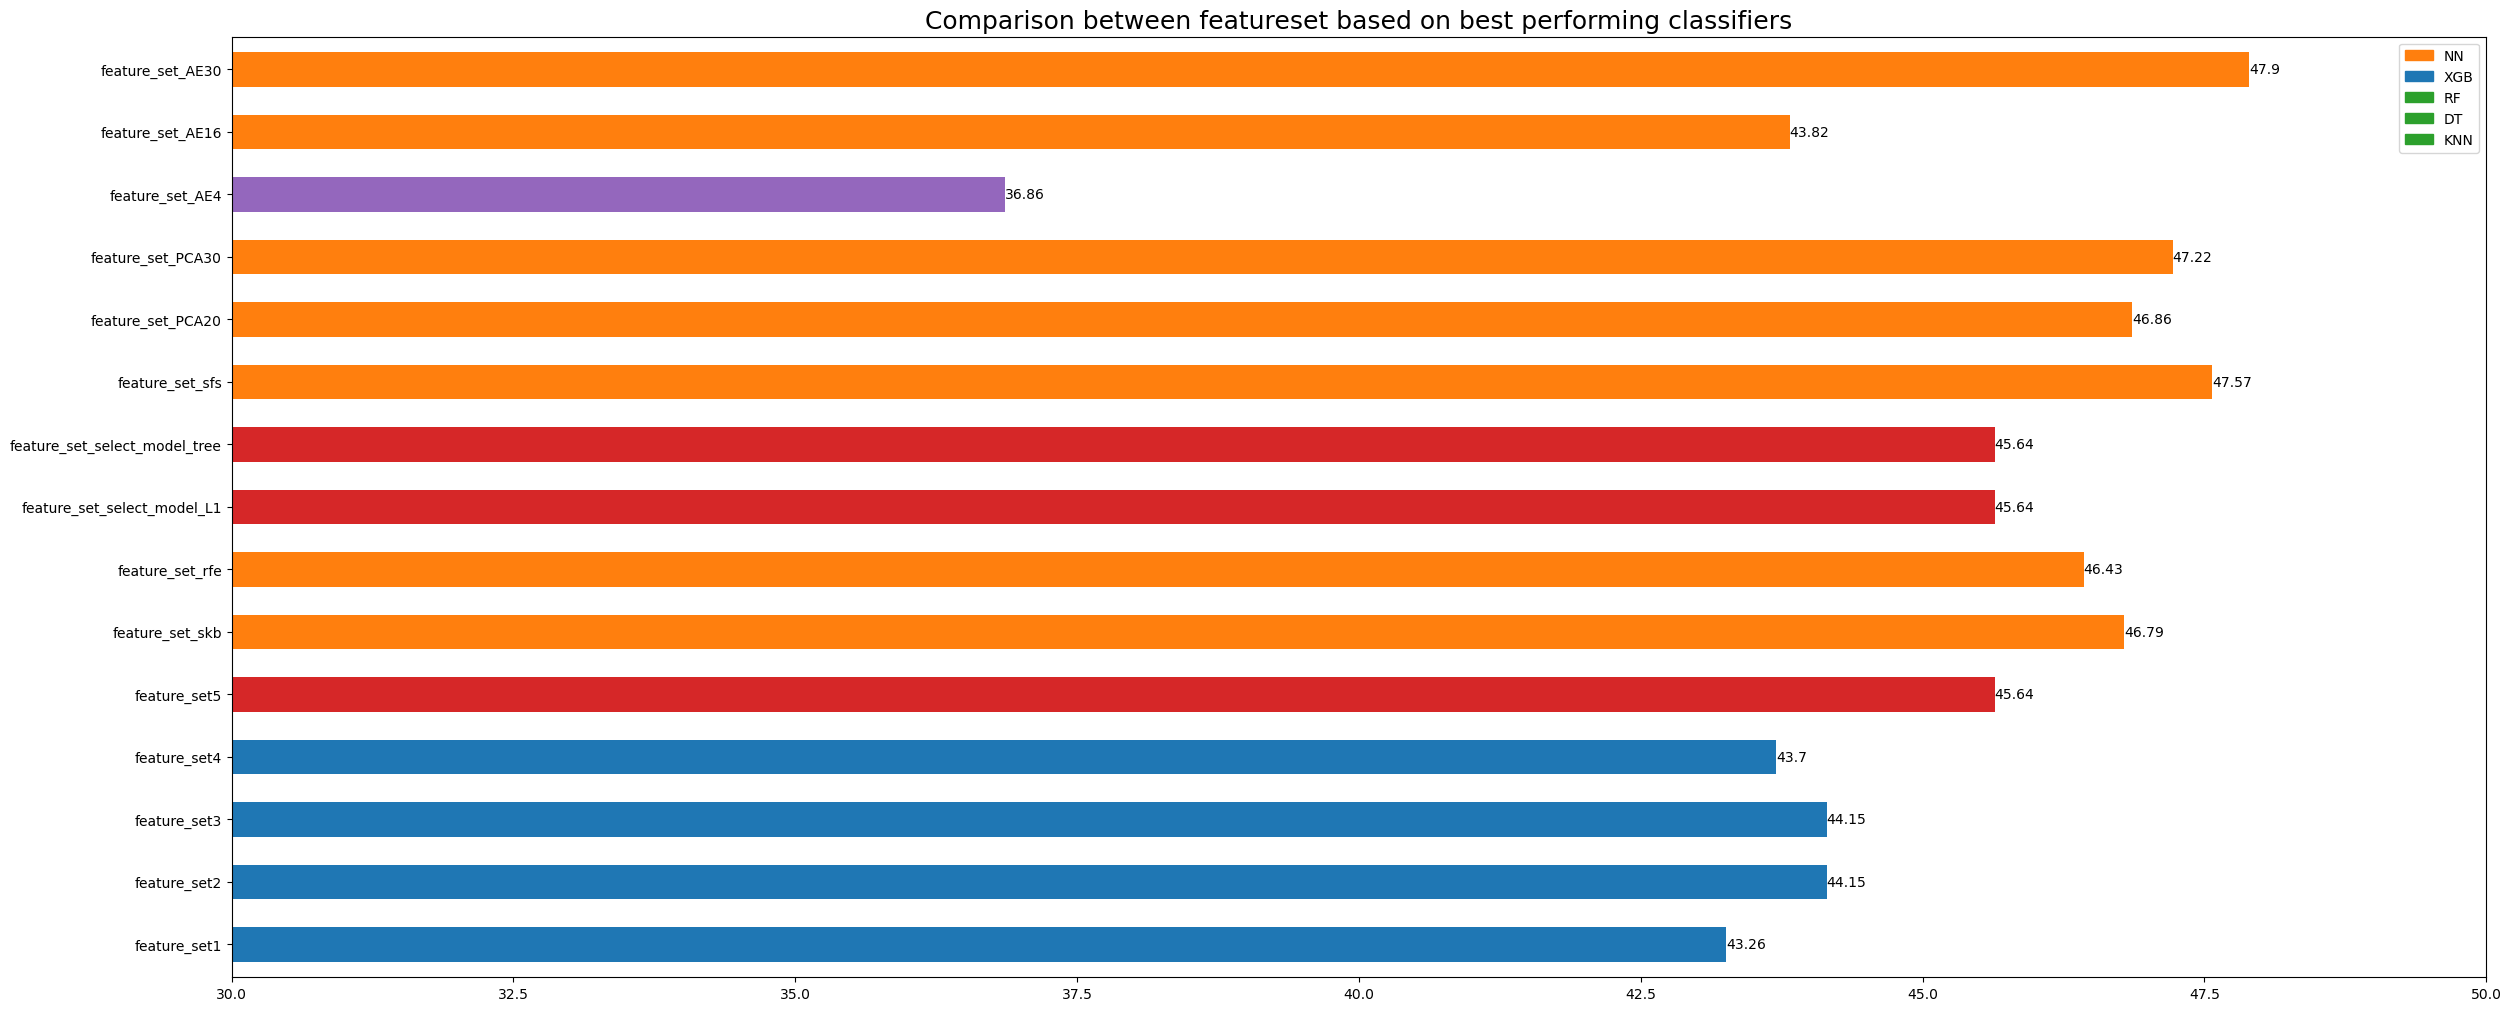 Comparison between featureset based on best performing classifiers
NN
XGB
RF
DT
KNN
feature_set_AE30 47.9
feature_set_AE16 43.82
feature_set_AE4 36.86
feature_set_PCA30 47.22
feature_set_PCA20 46.86
feature_set_sfs 47.57
feature_set_select_model_tree 45.64
feature_set_select_model_L1 45.64
feature_set_rfe 46.43
feature_set_skb 46.79
feature_set5 45.64
feature_set4 43.7
feature_set3 44.15
feature_set2 44.15
feature_set1 43.26
30.0 32.5 35.0 37.5 40.0 42.5 45.0 47.5 50.0